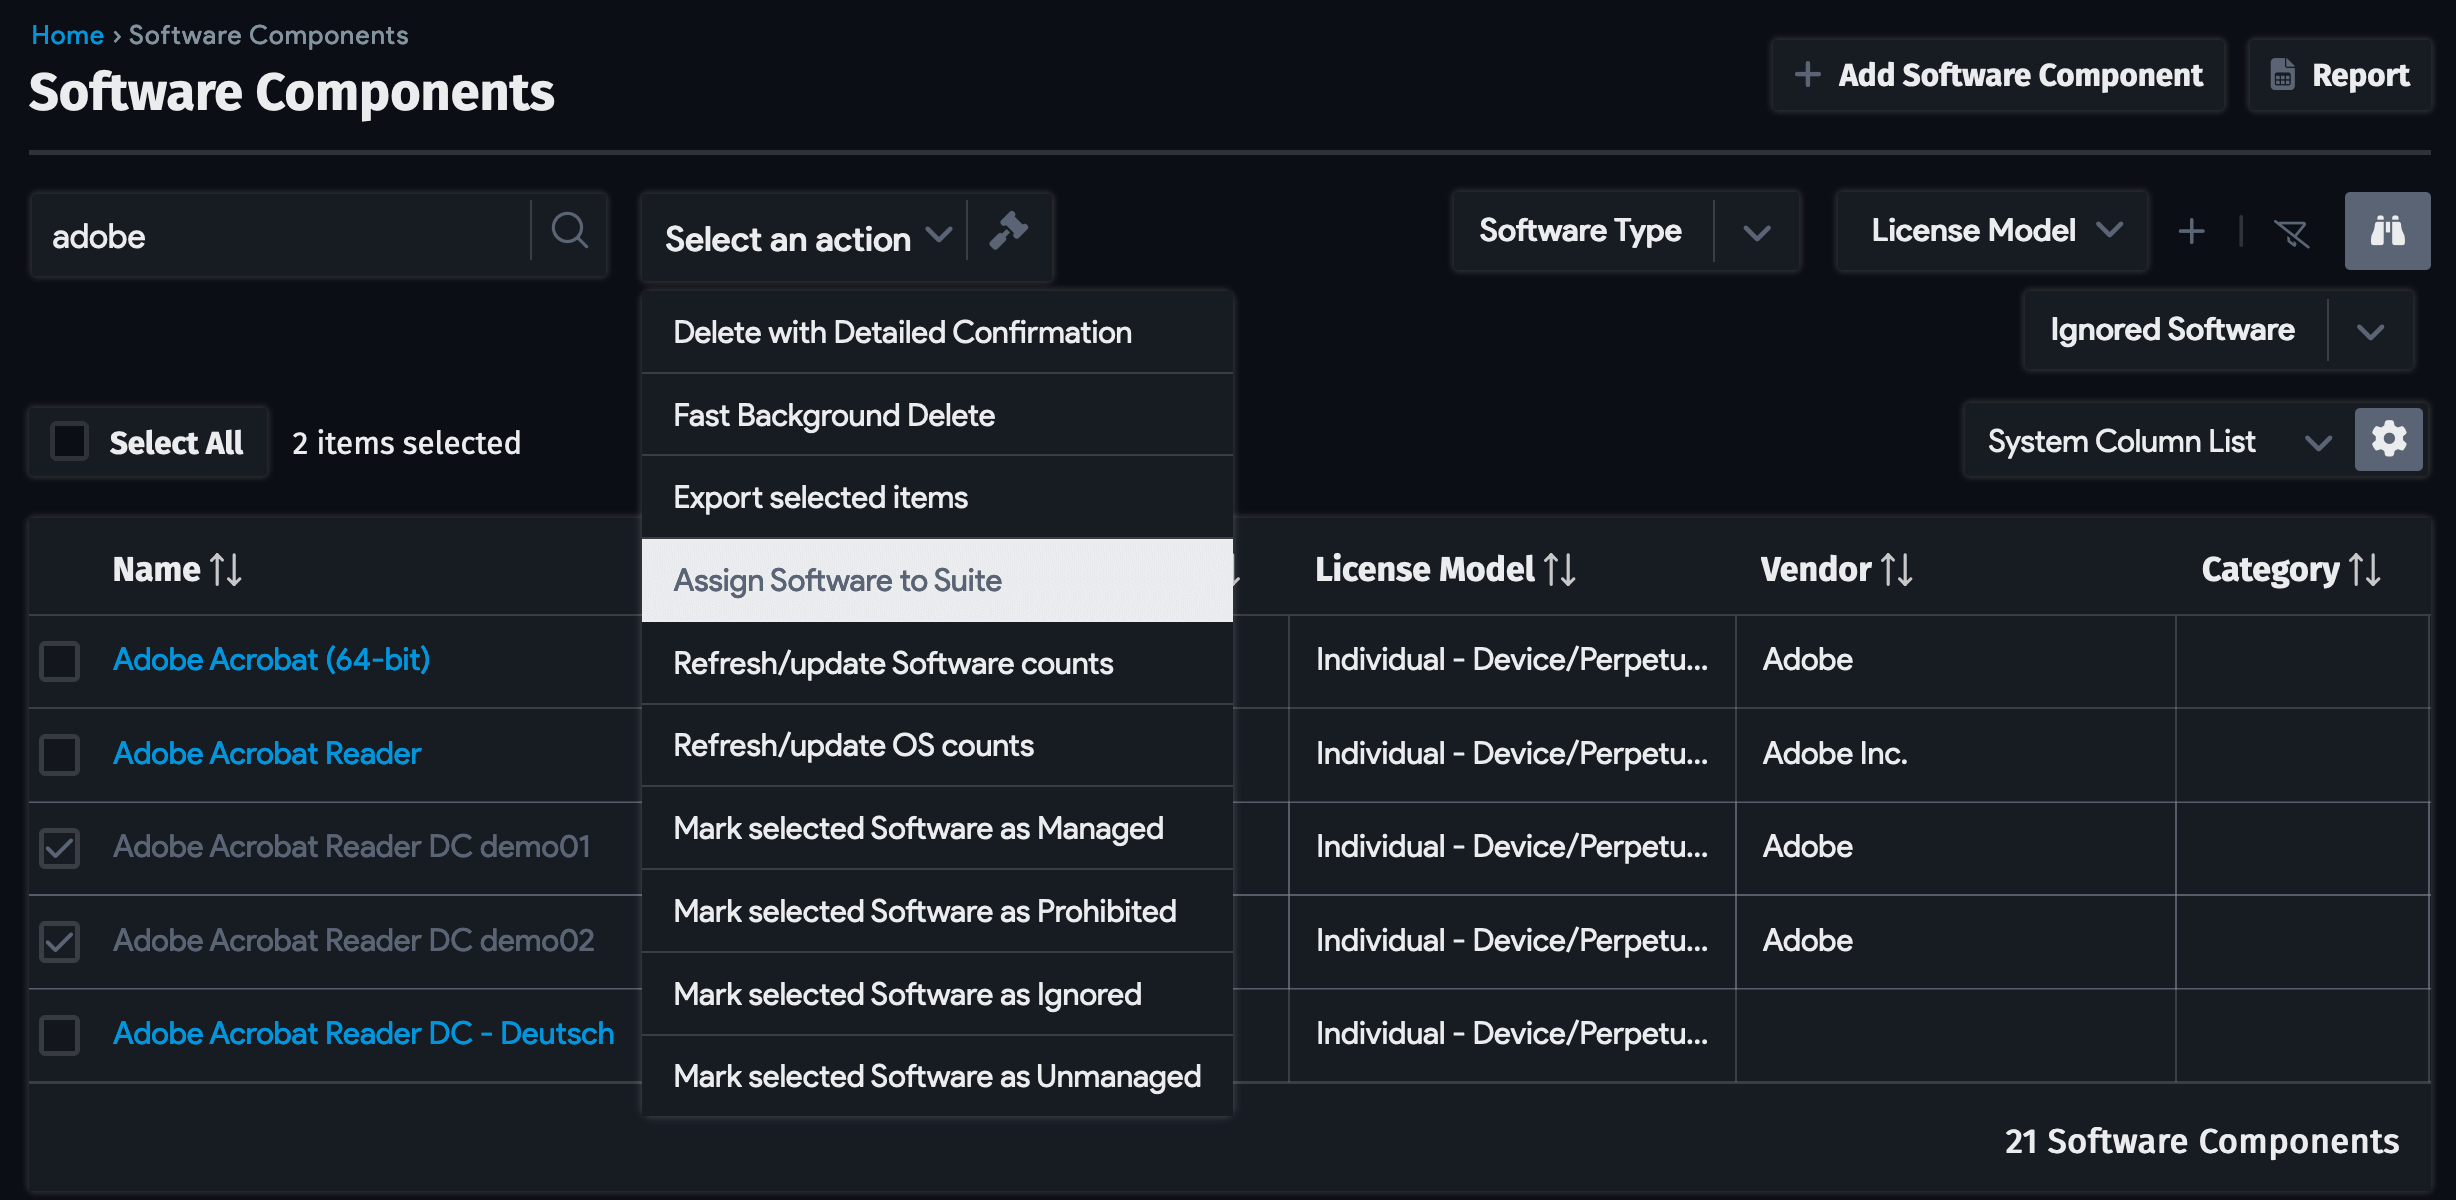 Home › Software Components
Software Components
Add Software Component
Report
adobe
Select an action
Software Type
License Model
Ignored Software
Delete with Detailed Confirmation
Fast Background Delete
Export selected items
Assign Software to Suite
Refresh/update Software counts
Refresh/update OS counts
Mark selected Software as Managed
Mark selected Software as Prohibited
Mark selected Software as Ignored
Mark selected Software as Unmanaged
Select All
2 items selected
System Column List
Name License Model Vendor Category
Adobe Acrobat (64-bit) Individual - Device/Perpetu... Adobe
Adobe Acrobat Reader Individual - Device/Perpetu... Adobe Inc.
Adobe Acrobat Reader DC demo01 Individual - Device/Perpetu... Adobe
Adobe Acrobat Reader DC demo02 Individual - Device/Perpetu... Adobe
Adobe Acrobat Reader DC - Deutsch Individual - Device/Perpetu...
21 Software Components